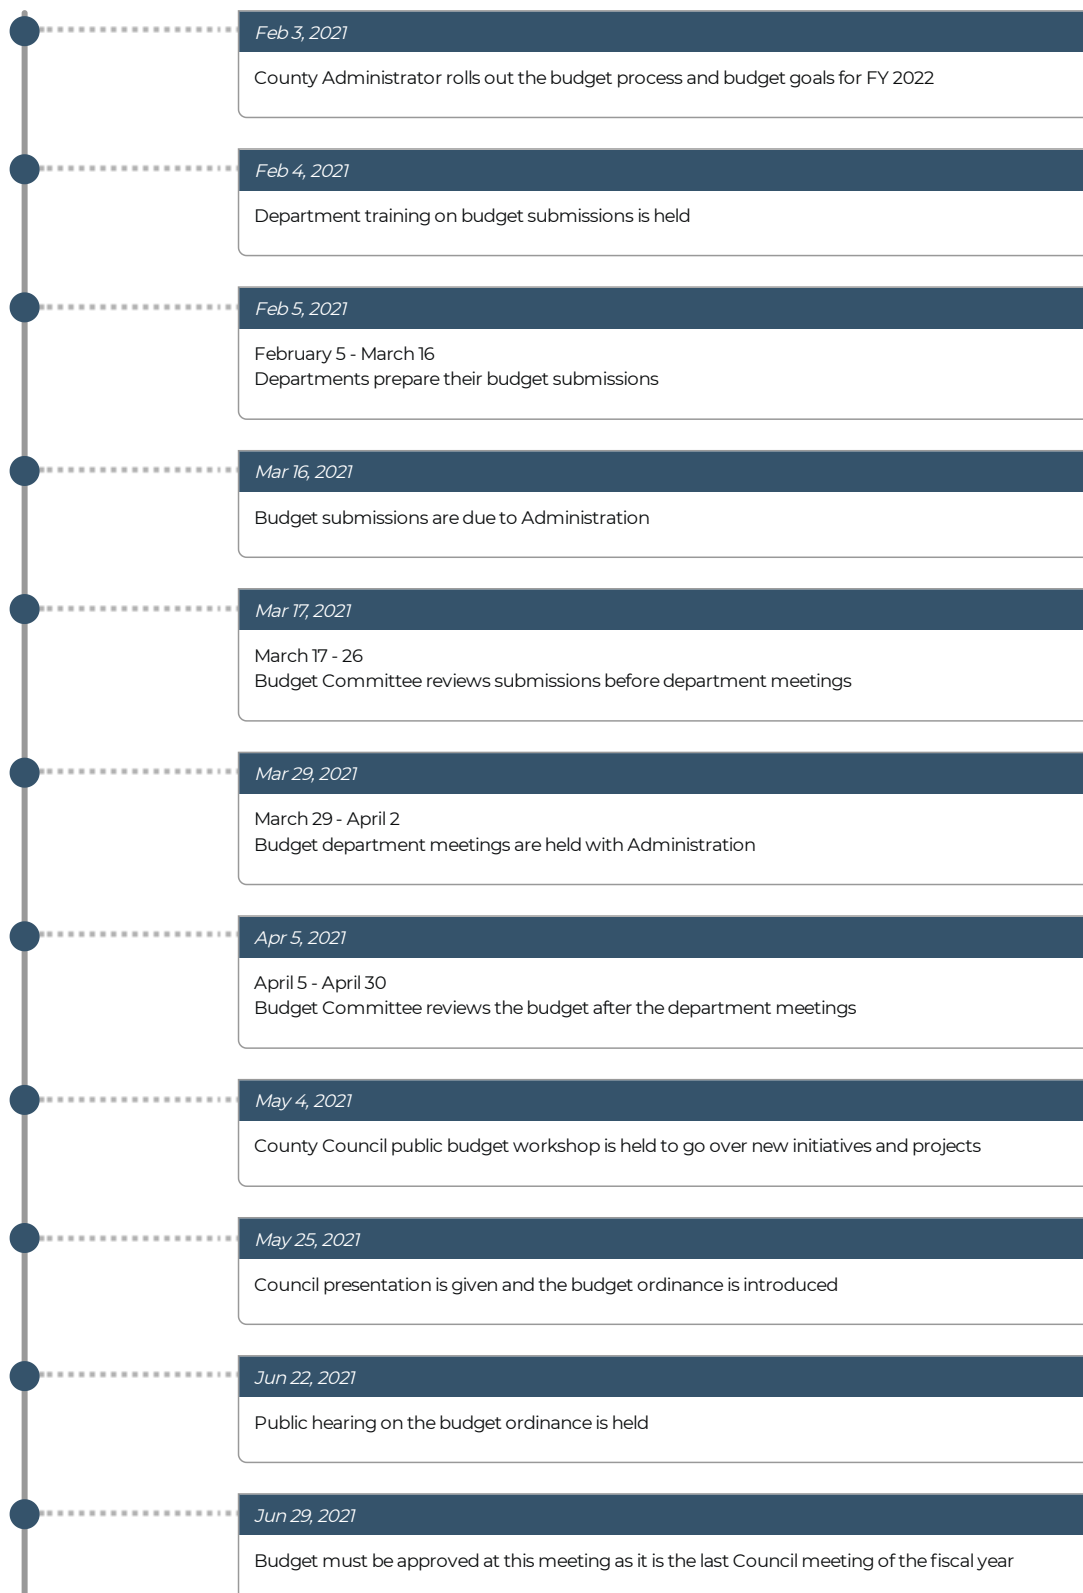 Feb 3, 2021
County Administrator rolls out the budget process and budget goals for FY 2022
Feb 4, 2021
Department training on budget submissions is held
Feb 5, 2021
February 5 - March 16
Departments prepare their budget submissions
Mar 16, 2021
Budget submissions are due to Administration
Mar 17, 2021
March 17 - 26
Budget Committee reviews submissions before department meetings
Mar 29, 2021
March 29 - April 2
Budget department meetings are held with Administration
Apr 5, 2021
April 5 - April 30
Budget Committee reviews the budget after the department meetings
May 4, 2021
County Council public budget workshop is held to go over new initiatives and projects
May 25, 2021
Council presentation is given and the budget ordinance is introduced
Jun 22, 2021
Public hearing on the budget ordinance is held
Jun 29, 2021
Budget must be approved at this meeting as it is the last Council meeting of the fiscal year